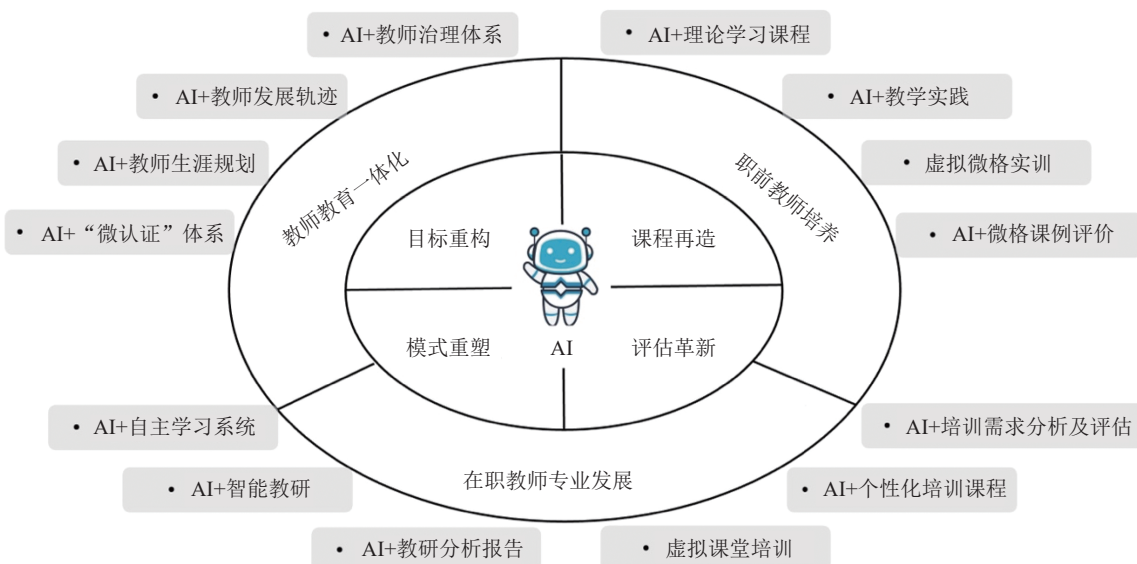 • AI+教师治理体系
• AI+理论学习课程
• AI+教师发展轨迹
• AI+教学实践
• AI+教师生涯规划
• 虚拟微格实训
• AI+“微认证”体系
• AI+微格课例评价
教师教育一体化
职前教师培养
目标重构
课程再造
模式重塑
AI
评估革新
• AI+自主学习系统
• AI+培训需求分析及评估
在职教师专业发展
• AI+智能教研
• AI+个性化培训课程
• AI+教研分析报告
• 虚拟课堂培训